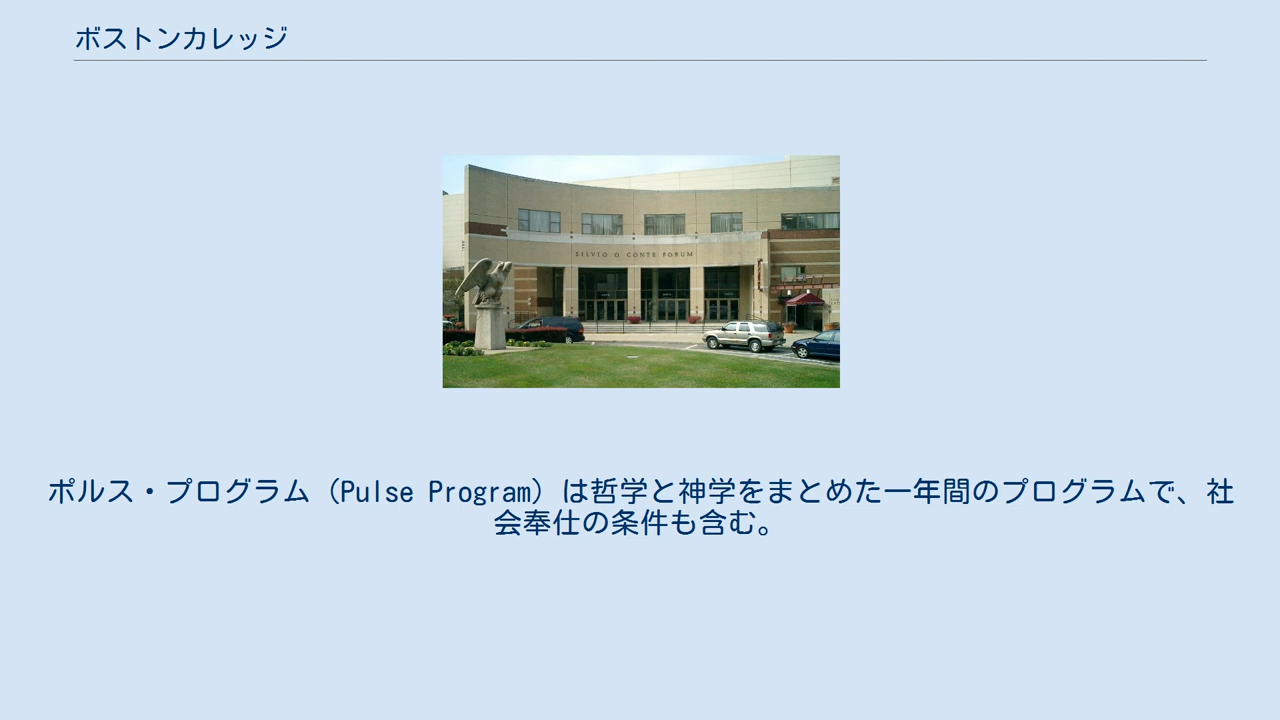 ボストンカレッジ
SILVIO O CONTE FORUM
ポルス・プログラム（Pulse Program）は哲学と神学をまとめた一年間のプログラムで、社
会奉仕の条件も含む。